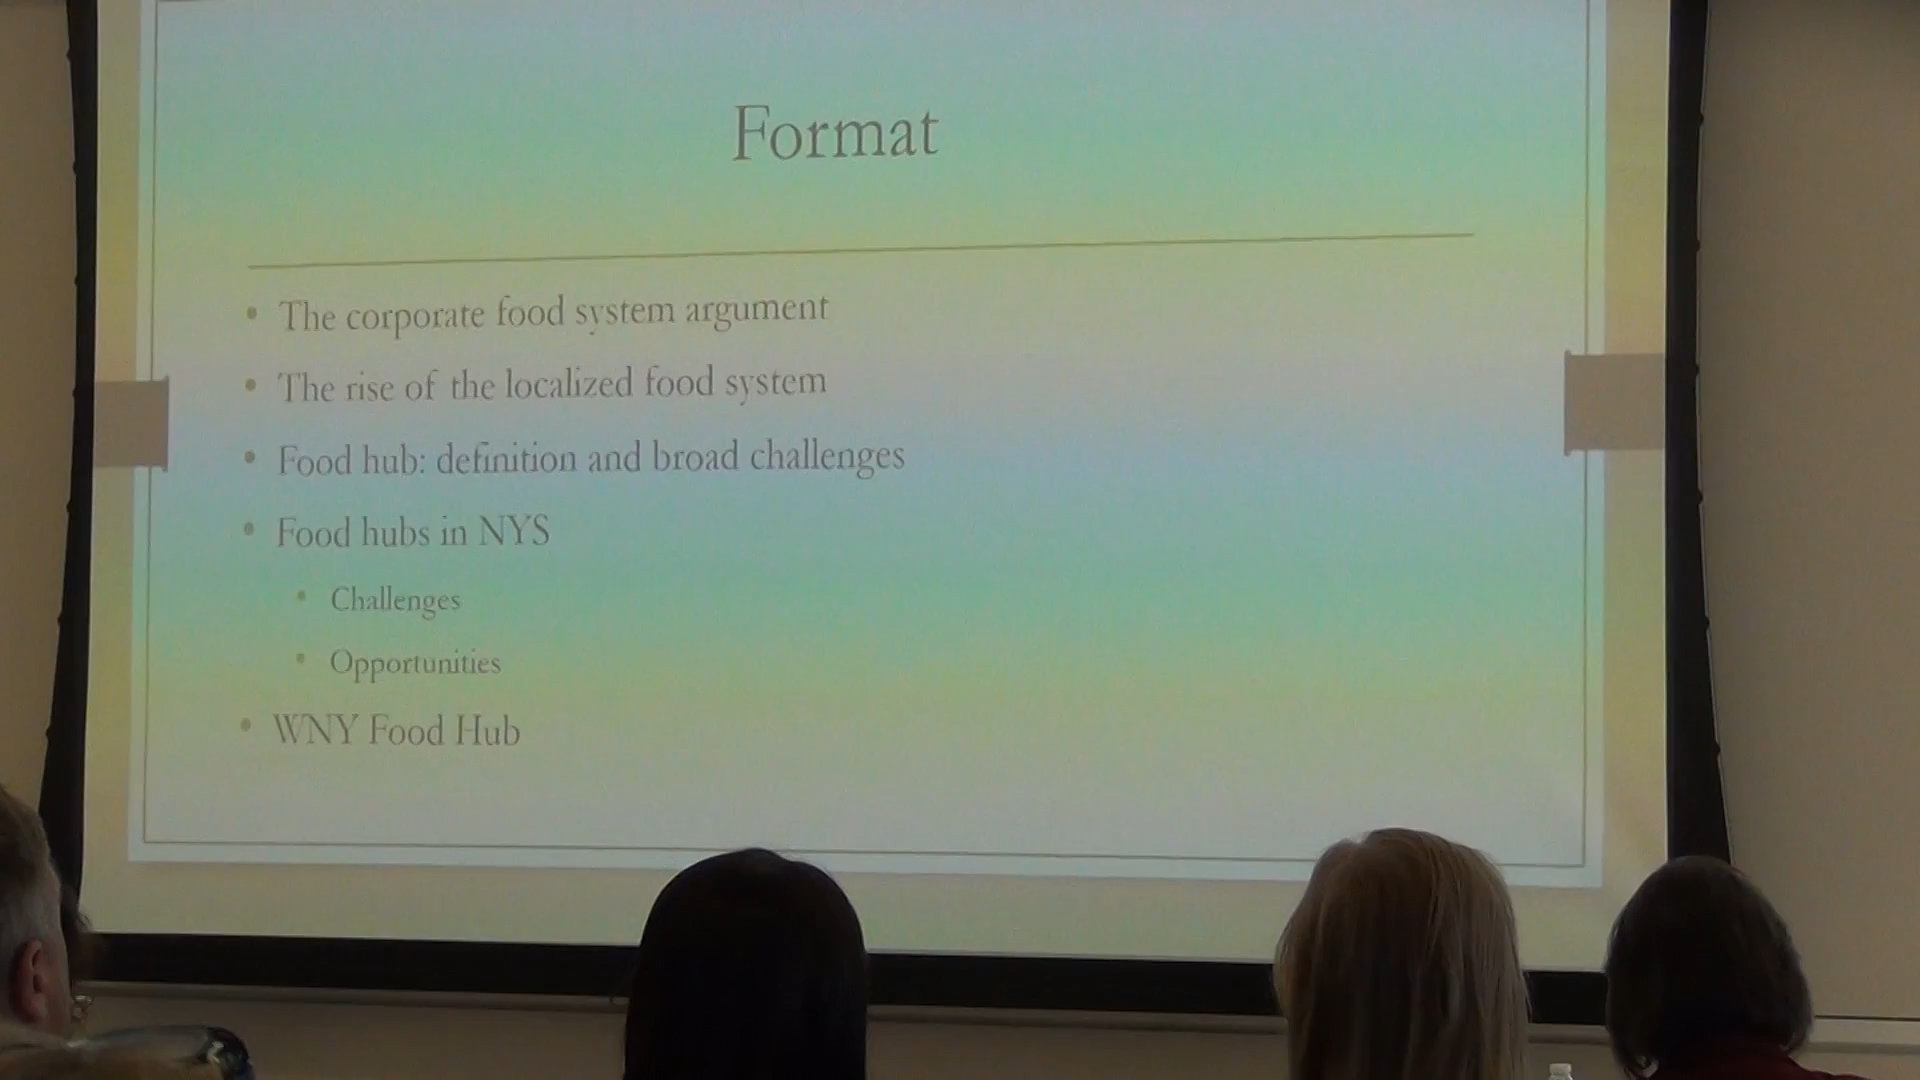 Format
• The corporate food system argument
• The rise of the localized food system
• Food hub: definition and broad challenges
• Food hubs in NYS
• Challenges
• Opportunities
• WNY Food Hub